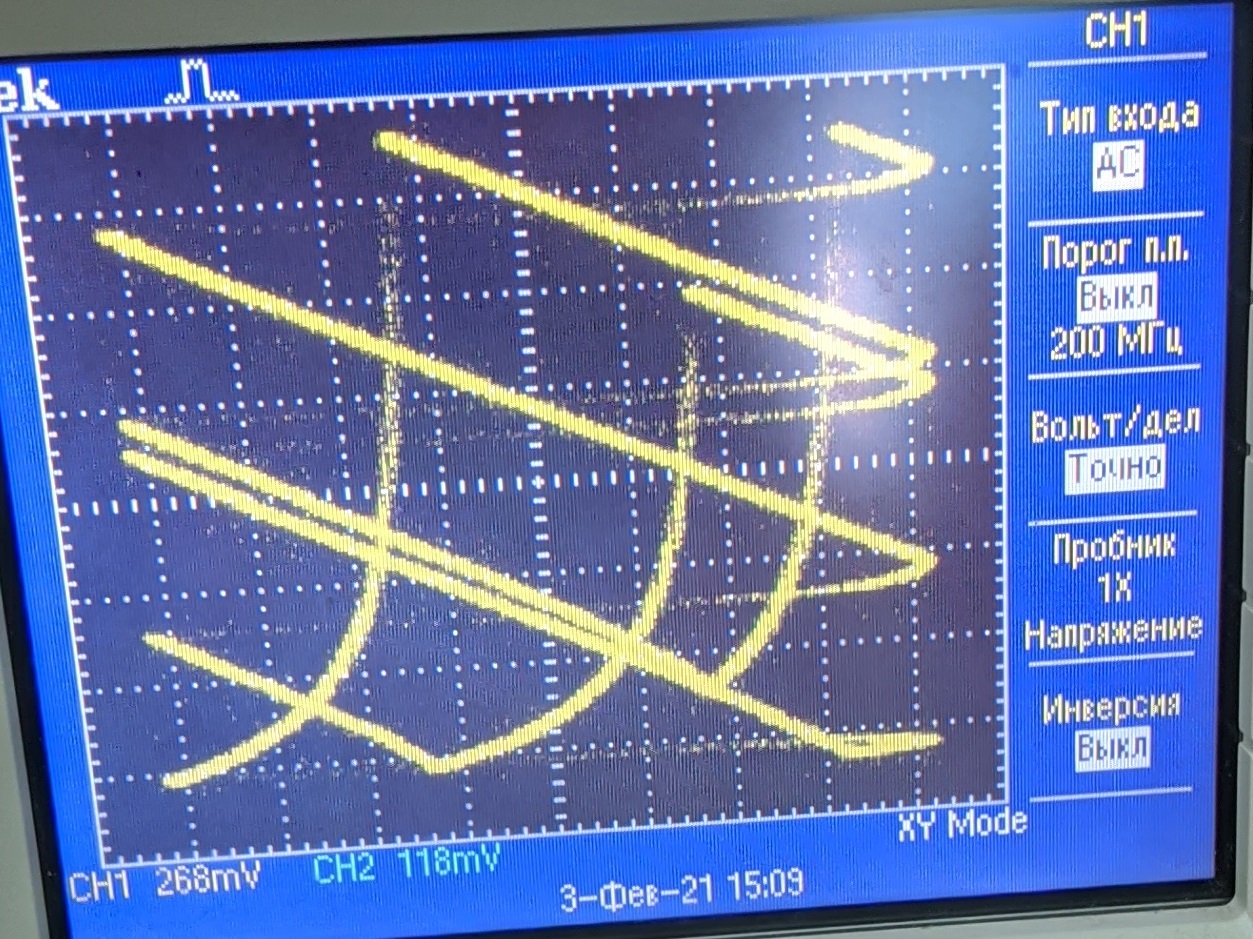 ek
CH1
Тип входа
AC
Порог п.п.
Выкл
200 МГц
Вольт/дел
Точно
Пробник
1X
Напряжение
Инверсия
Выкл
XY Mode
CH1 268mV CH2 118mV
3-Фев-21 15:09